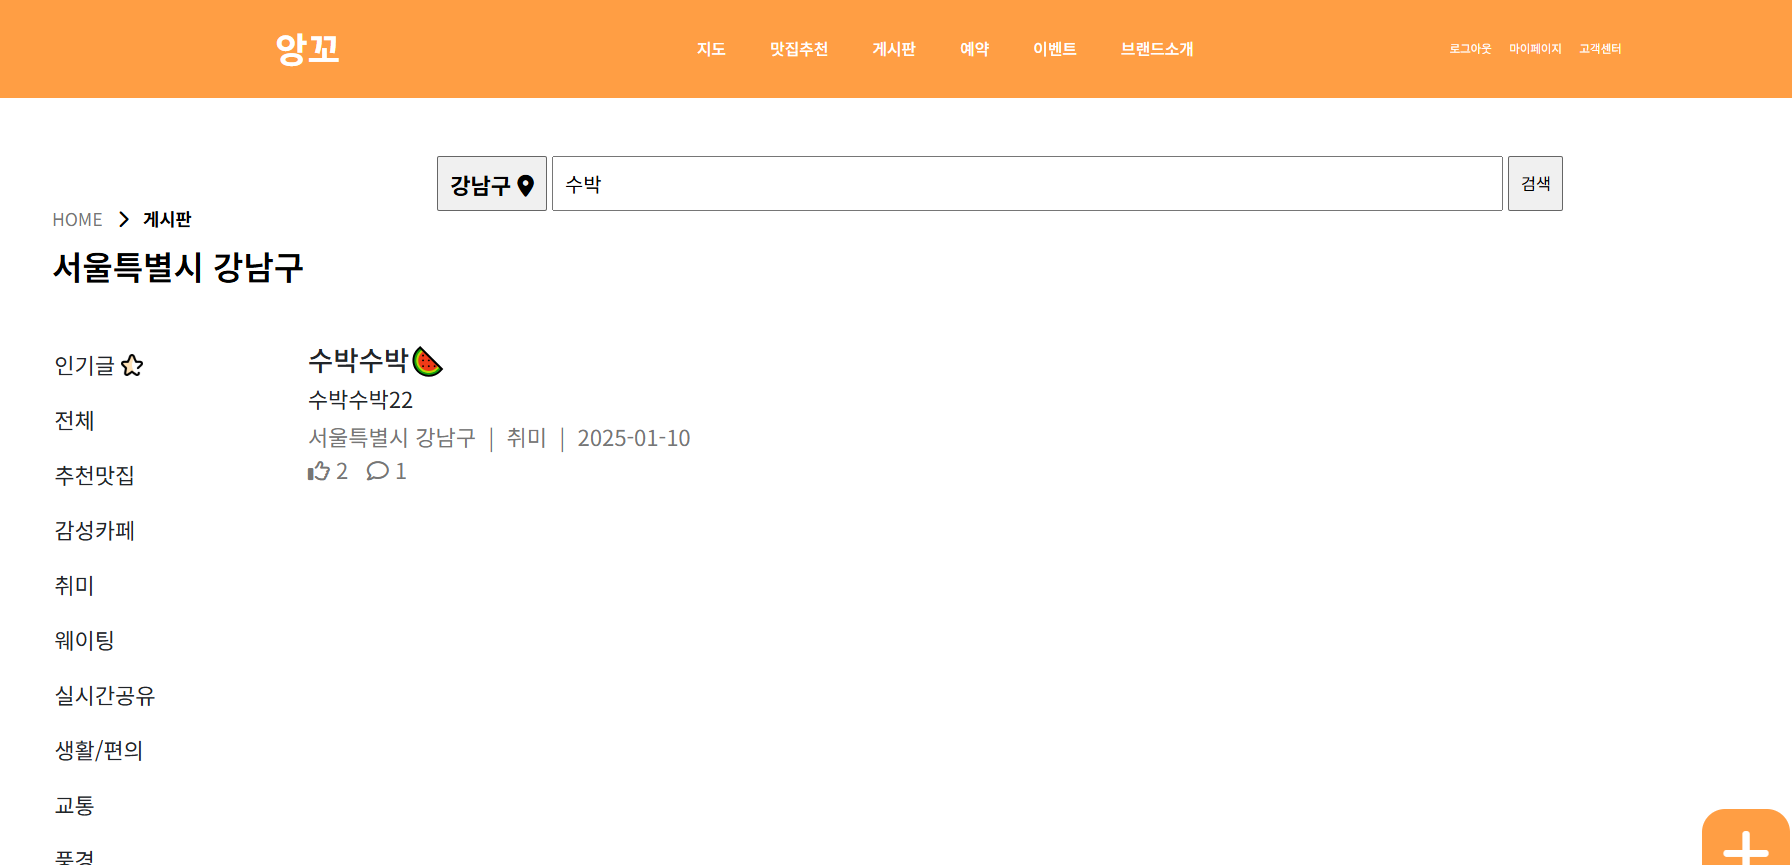 앙꼬
지도 맛집추천 게시판 예약 이벤트 브랜드소개
로그아웃 마이페이지 고객센터
강남구 수박 검색
HOME 게시판
서울특별시 강남구
인기글
전체
추천맛집
감성카페
취미
웨이팅
실시간공유
생활/편의
교통
풍경
수박수박🍉
수박수박22
서울특별시 강남구 | 취미 | 2025-01-10
2 1